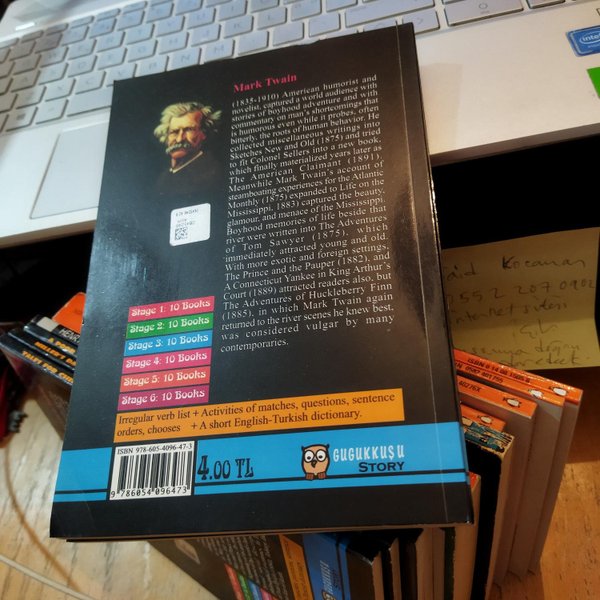 Mark Twain
(1835-1910) American humorist and
novelist, captured a world audience with
stories of boyhood adventure and with
commentary on man's shortcomings that
is humorous even while it probes, often
bitterly, the roots of human behavior. He
collected miscellaneous writings into
Sketches New and Old (1875) and tried
to fit Colonel Sellers into a new book,
which finally materialized years later as
The American Claimant (1891),
Meanwhile Mark Twain's account of
steamboating experiences for the Atlantic
Monthly (1875) expanded to Life on the
Mississippi, 1883) captured the beauty,
glamour, and menace of the Mississippi.
Boyhood memories of life beside that
river were written into The Adventures
of Tom Sawyer (1875), which
immediately attracted young and old.
With more exotic and foreign settings,
The Prince and the Pauper (1882), and
A Connecticut Yankee in King Arthur's
Court (1889) attracted readers also, but
The Adventures of Huckleberry Finn
(1885), in which Mark Twain again
returned to the river scenes he knew best,
was considered vulgar by many
contemporaries.
Stage 1: 10 Books
Stage 2: 10 Books
Stage 3: 10 Books
Stage 4: 10 Books
Stage 5: 10 Books
Stage 6: 10 Books
Irregular verb list + Activities of matches, questions, sentence
orders, chooses + A short English-Turkish dictionary.
ISBN 978-605-4096-47-3
9 786054 096473
4.00 TL
GUGUKKUŞU
STORY
intel